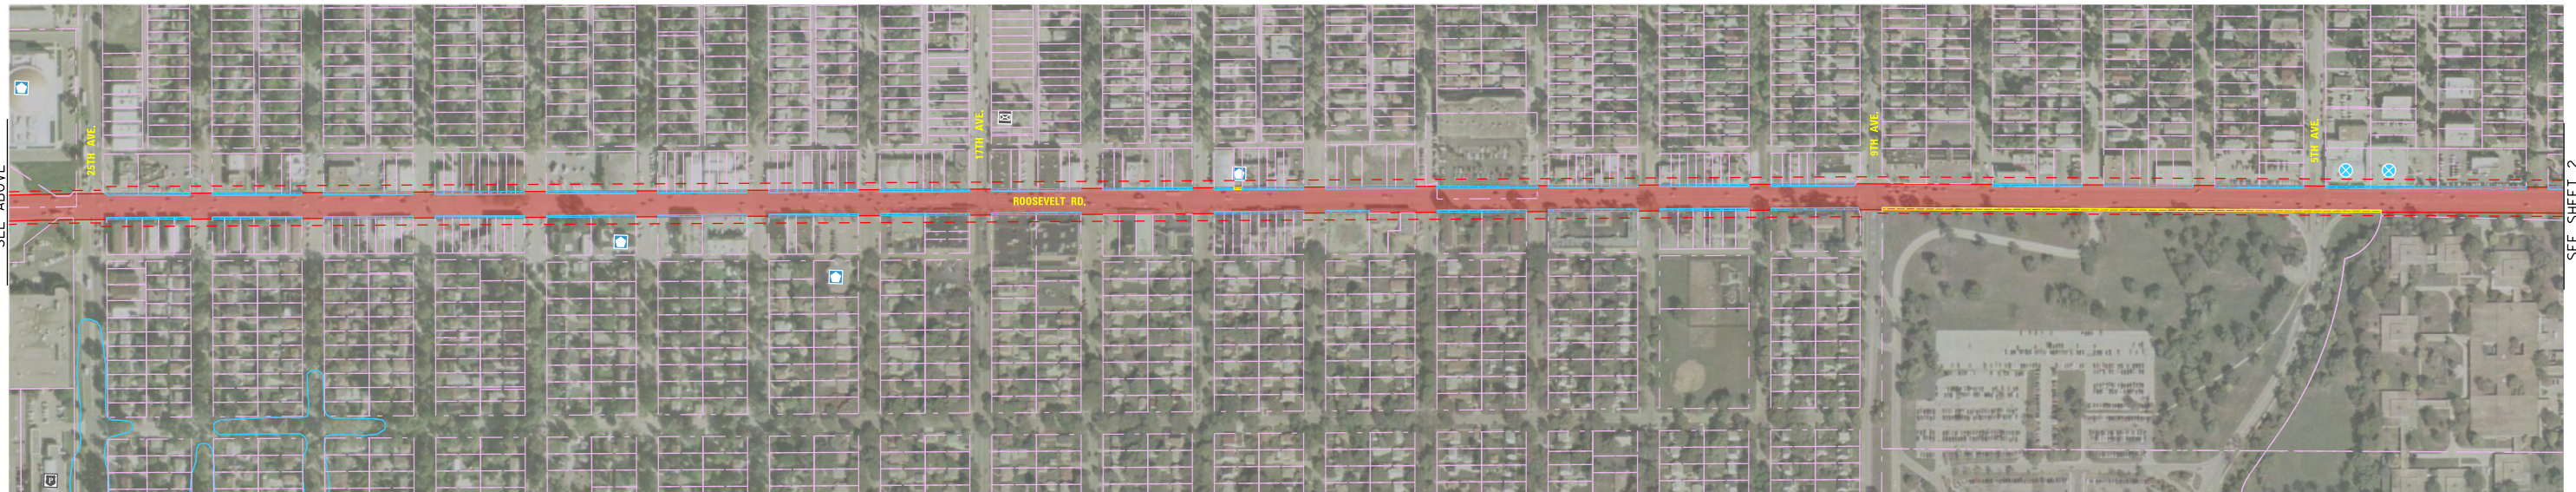 SEE ABOVE
25TH AVE.
17TH AVE.
9TH AVE.
5TH AVE.
ROOSEVELT RD.
P
SEE SHEET 2